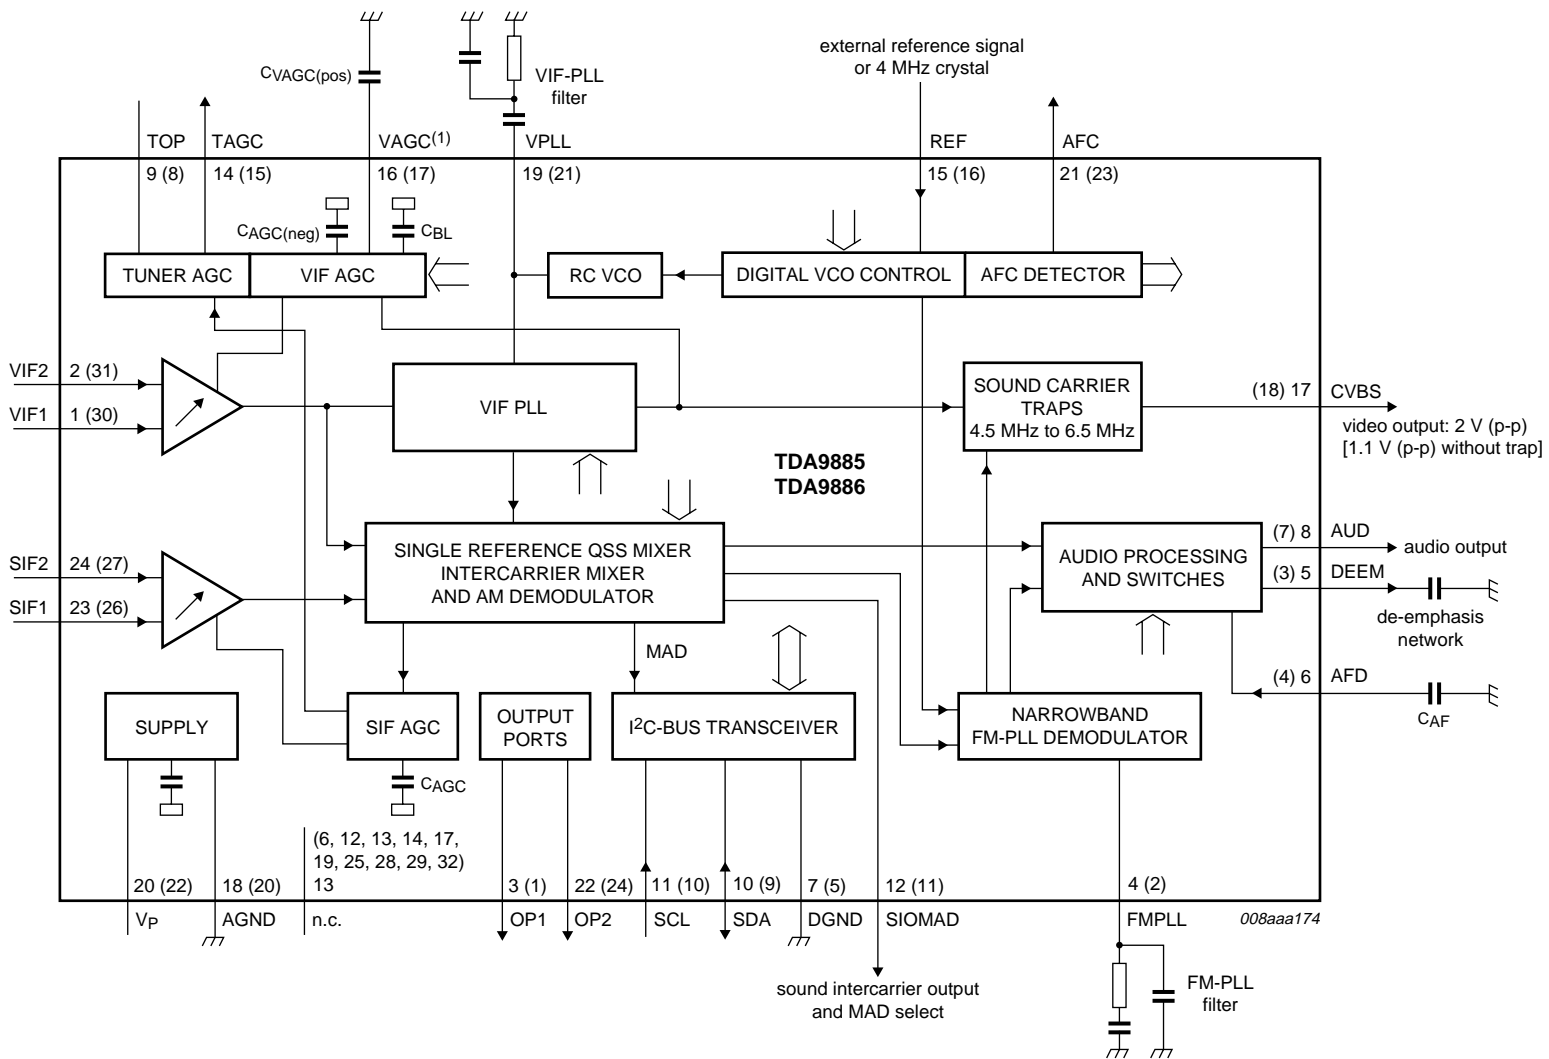 external reference signal
or 4 MHz crystal
CVAGC(pos)
VIF-PLL
filter
TOP
TAGC
VAGC(1)
VPLL
REF
AFC
9 (8)
14 (15)
16 (17)
19 (21)
15 (16)
21 (23)
CAGC(neg)
CBL
TUNER AGC
VIF AGC
RC VCO
DIGITAL VCO CONTROL
AFC DETECTOR
VIF2
2 (31)
VIF1
1 (30)
VIF PLL
SOUND CARRIER
TRAPS
4.5 MHz to 6.5 MHz
(18) 17
CVBS
video output: 2 V (p-p)
[1.1 V (p-p) without trap]
TDA9885
TDA9886
SIF2
24 (27)
SIF1
23 (26)
SINGLE REFERENCE QSS MIXER
INTERCARRIER MIXER
AND AM DEMODULATOR
AUDIO PROCESSING
AND SWITCHES
(7) 8
AUD
audio output
(3) 5
DEEM
de-emphasis
network
MAD
(4) 6
AFD
CAF
SUPPLY
SIF AGC
OUTPUT
PORTS
I2C-BUS TRANSCEIVER
NARROWBAND
FM-PLL DEMODULATOR
CAGC
(6, 12, 13, 14, 17,
19, 25, 28, 29, 32)
20 (22)
18 (20)
13
3 (1)
22 (24)
11 (10)
10 (9)
7 (5)
12 (11)
4 (2)
VP
AGND
n.c.
OP1
OP2
SCL
SDA
DGND
SIOMAD
FMPLL
008aaa174
sound intercarrier output
and MAD select
FM-PLL
filter